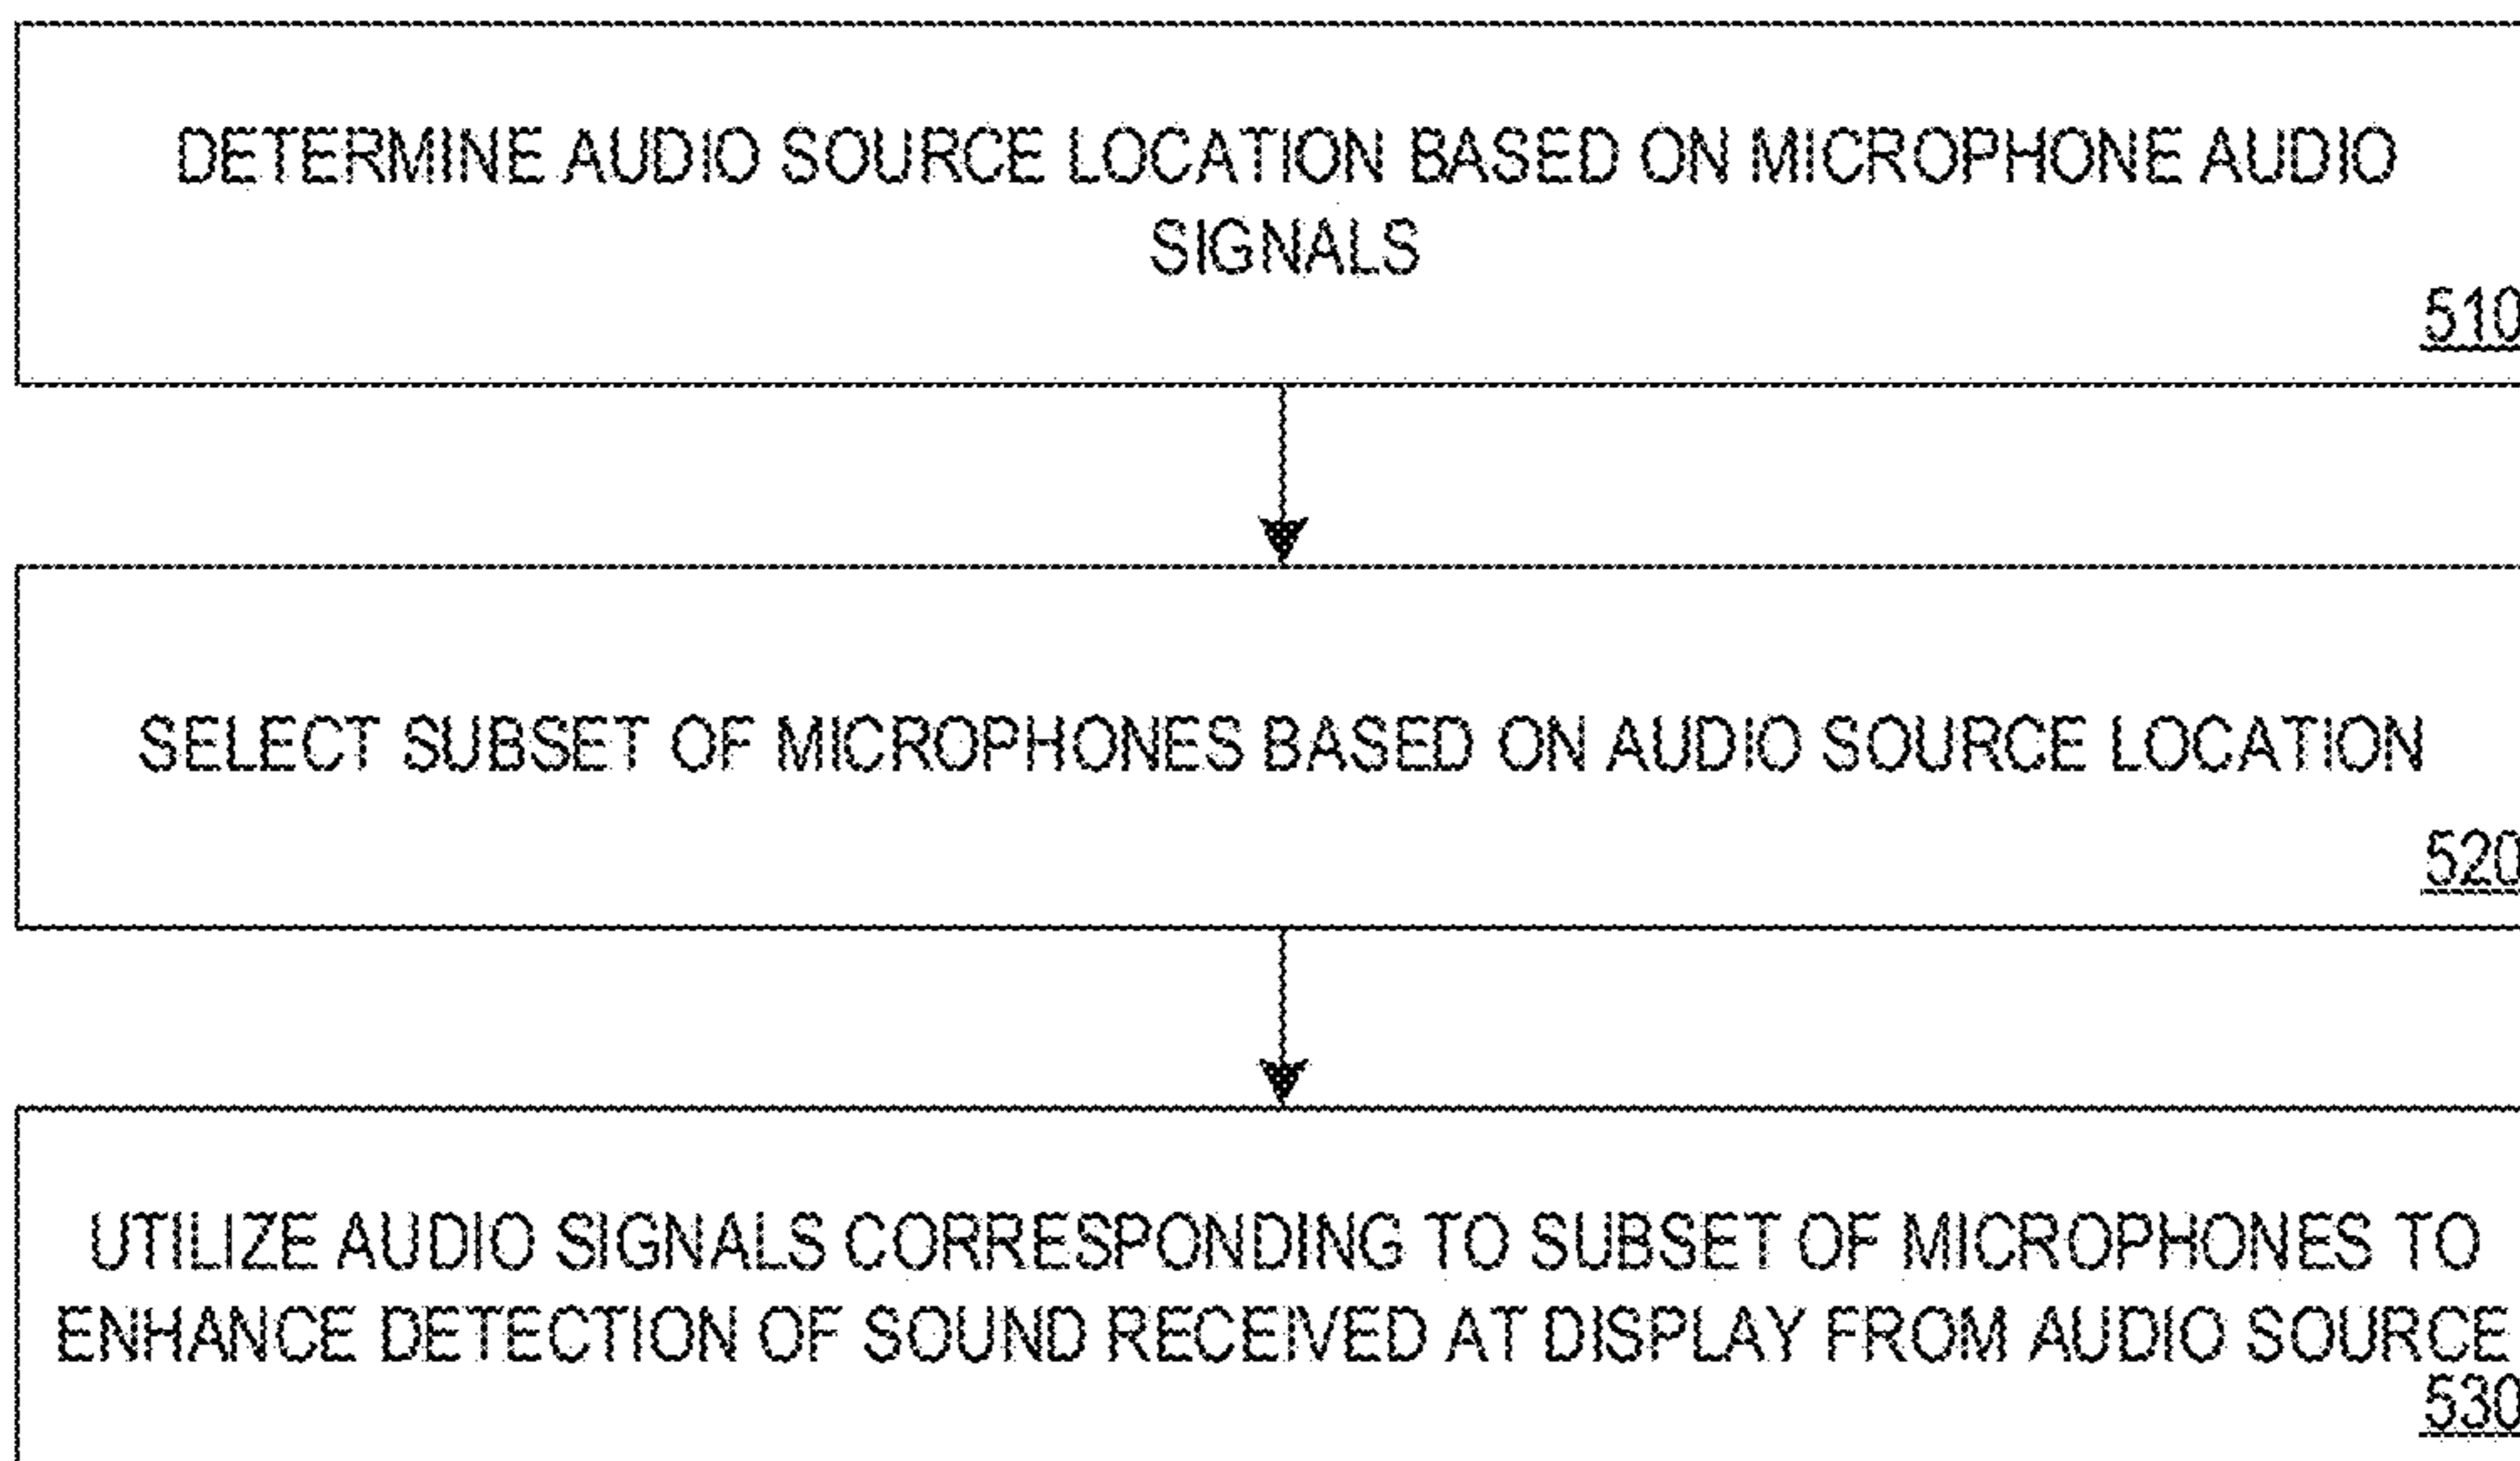 DETERMINE AUDIO SOURCE LOCATION BASED ON MICROPHONE AUDIO
SIGNALS
510
SELECT SUBSET OF MICROPHONES BASED ON AUDIO SOURCE LOCATION
520
UTILIZE AUDIO SIGNALS CORRESPONDING TO SUBSET OF MICROPHONES TO
ENHANCE DETECTION OF SOUND RECEIVED AT DISPLAY FROM AUDIO SOURCE
530